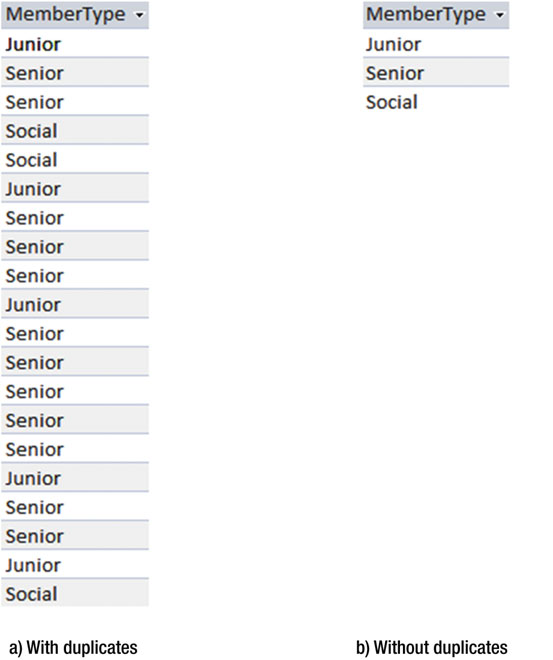 MemberType
Junior
Senior
Senior
Social
Social
Junior
Senior
Senior
Senior
Junior
Senior
Senior
Senior
Senior
Senior
Junior
Senior
Senior
Junior
Social
a) With duplicates
MemberType
Junior
Senior
Social
b) Without duplicates